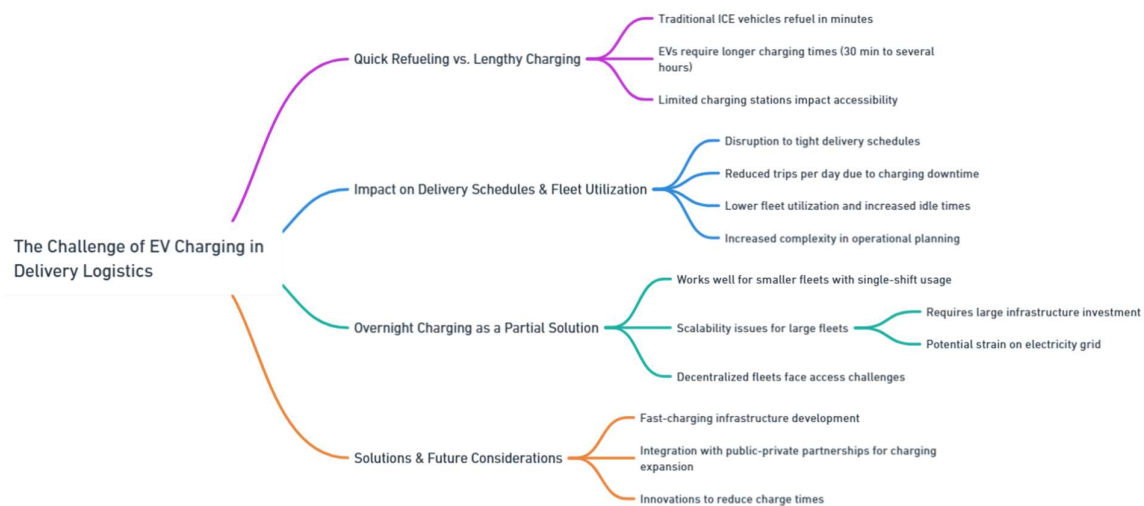 The Challenge of EV Charging in
Delivery Logistics
Quick Refueling vs. Lengthy Charging
Traditional ICE vehicles refuel in minutes
EVs require longer charging times (30 min to several
hours)
Limited charging stations impact accessibility
Impact on Delivery Schedules & Fleet Utilization
Disruption to tight delivery schedules
Reduced trips per day due to charging downtime
Lower fleet utilization and increased idle times
Increased complexity in operational planning
Overnight Charging as a Partial Solution
Works well for smaller fleets with single-shift usage
Scalability issues for large fleets
Requires large infrastructure investment
Potential strain on electricity grid
Decentralized fleets face access challenges
Solutions & Future Considerations
Fast-charging infrastructure development
Integration with public-private partnerships for charging
expansion
Innovations to reduce charge times